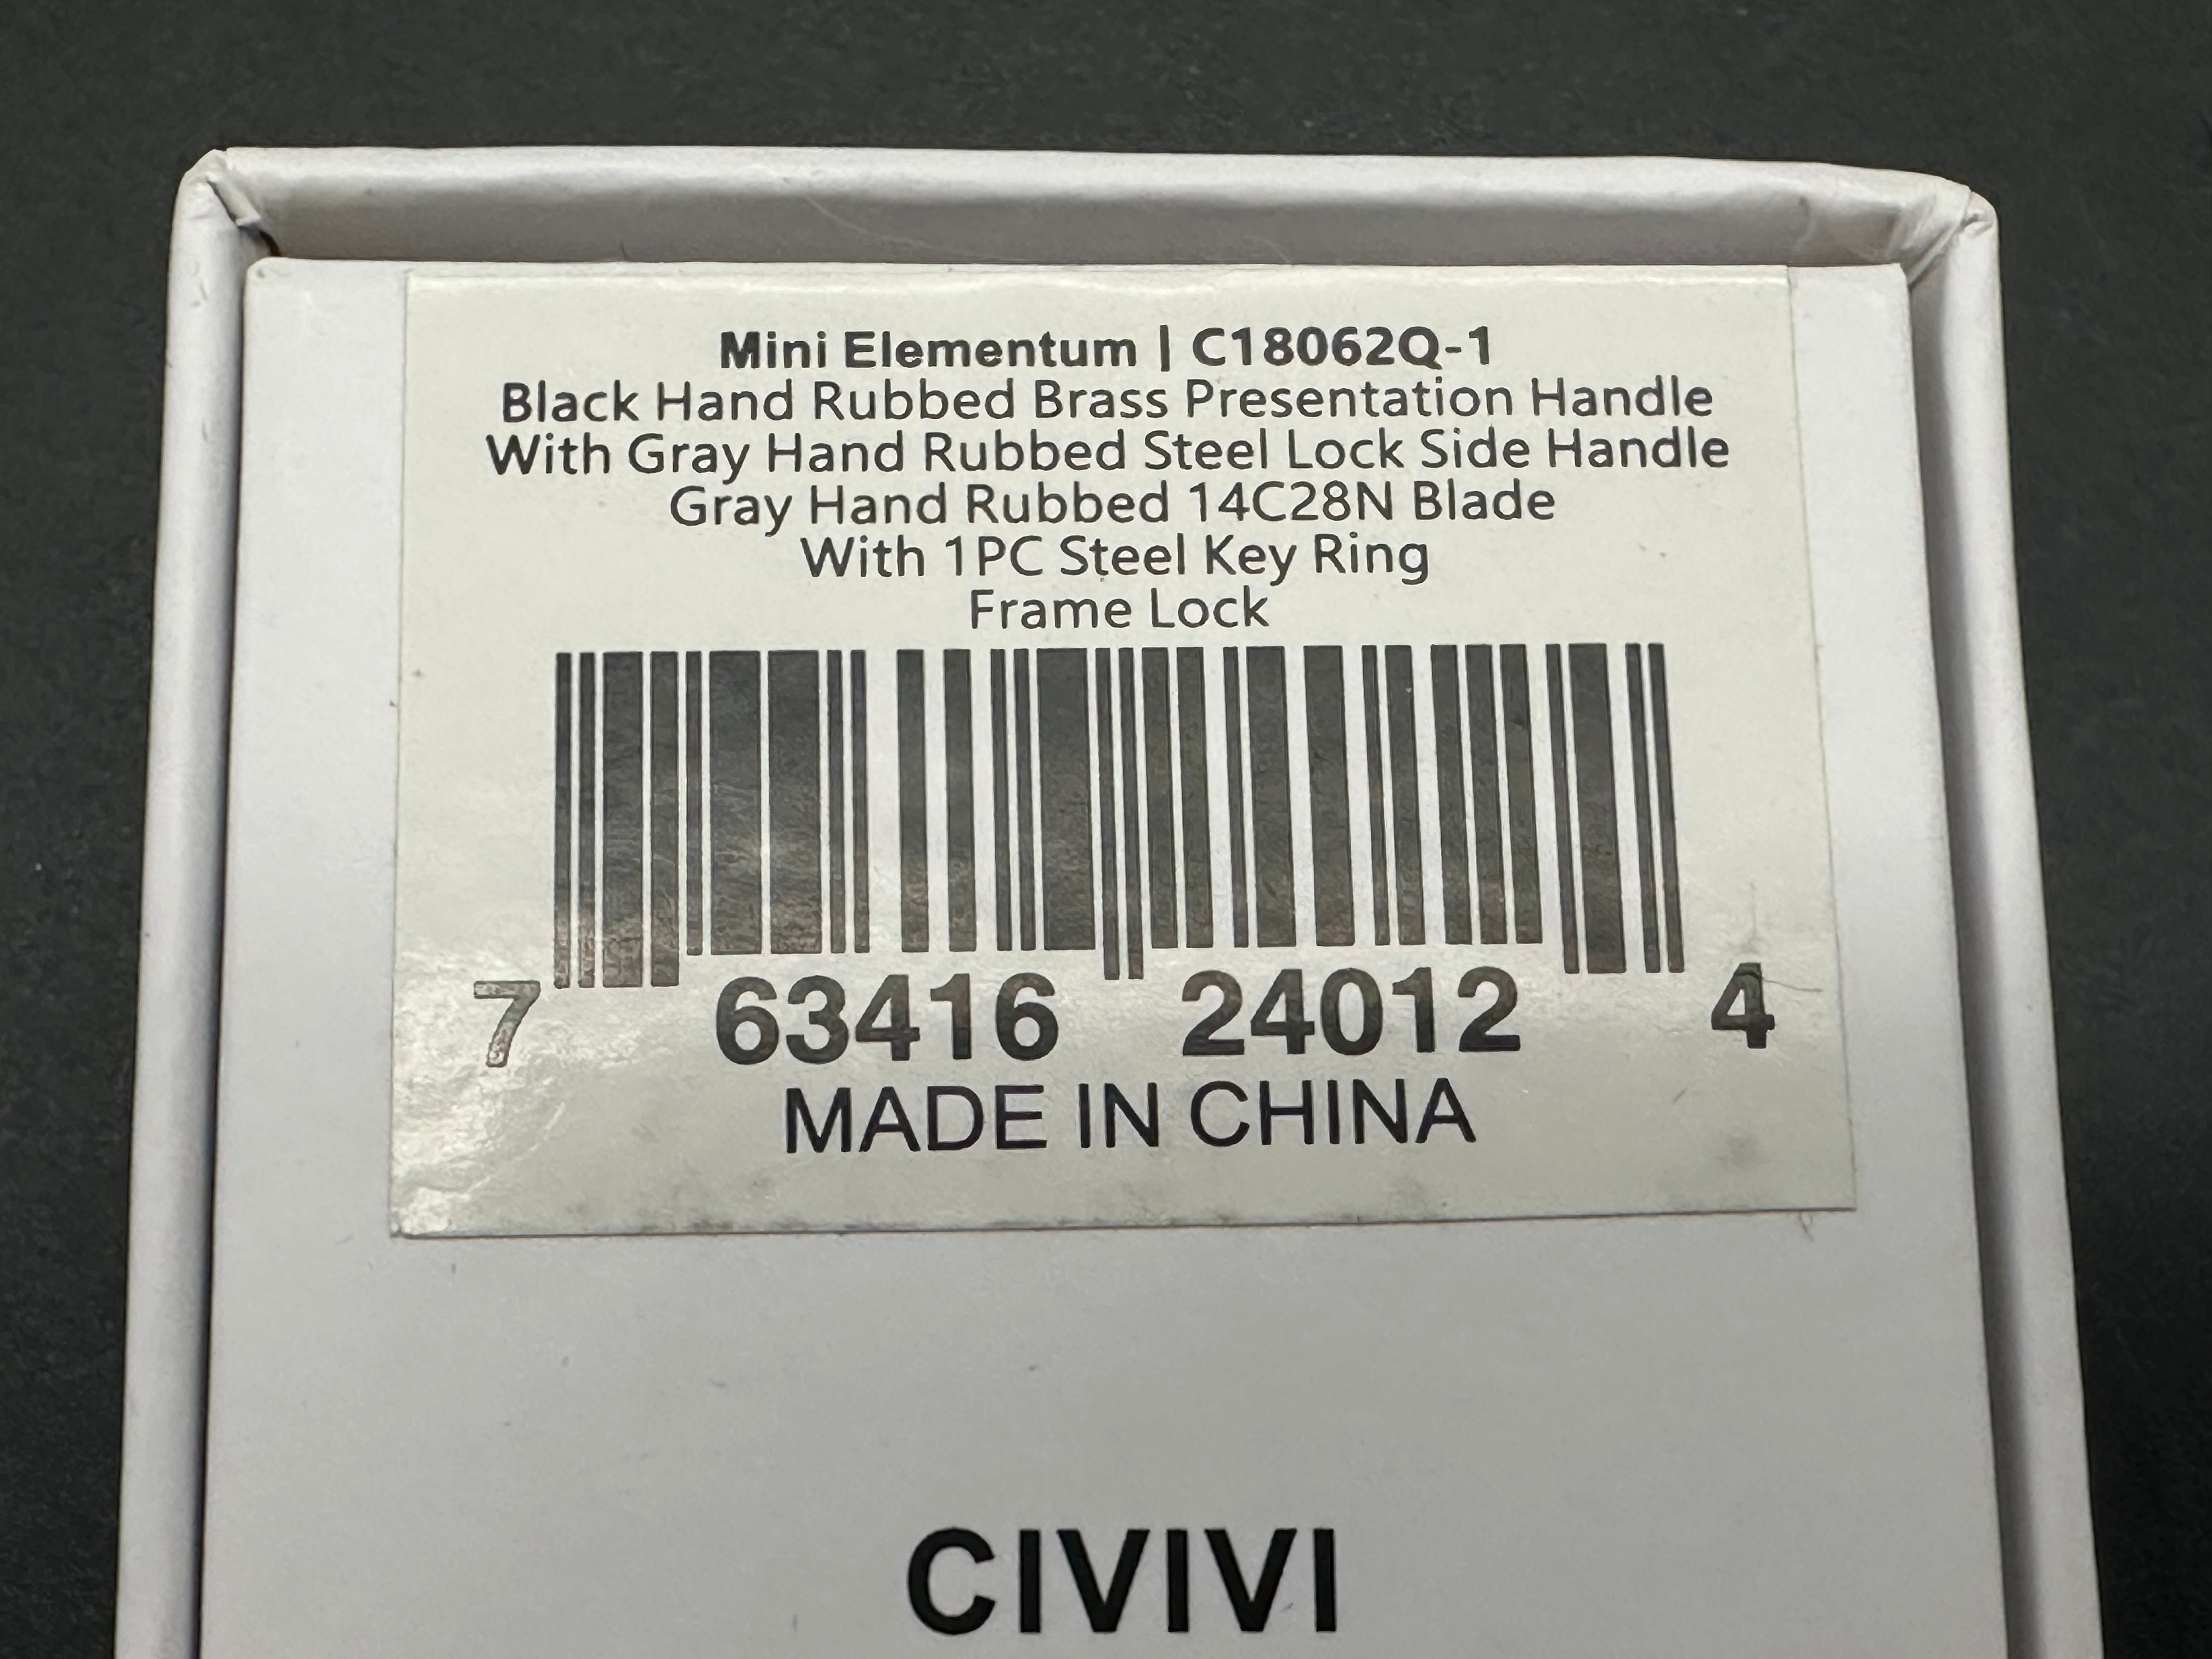 Mini Elementum | C18062Q-1
Black Hand Rubbed Brass Presentation Handle
With Gray Hand Rubbed Steel Lock Side Handle
Gray Hand Rubbed 14C28N Blade
With 1PC Steel Key Ring
Frame Lock
7 63416 24012 4
MADE IN CHINA
CIVIVI